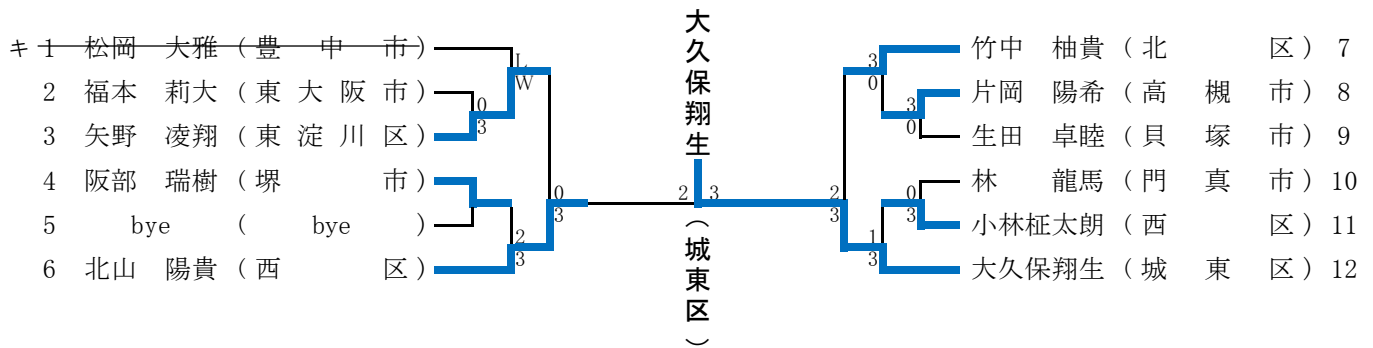 キ 1 松岡 大雅 ( 豊 中 市 )
2 福本 莉大 ( 東 大 阪 市 )
3 矢野 凌翔 ( 東 淀 川 区 )
4 阪部 瑞樹 ( 堺 市 )
5 bye ( bye )
6 北山 陽貴 ( 西 区 )
L
W
0
3
2
3
0
3
2
3
大久保翔生
(城東区)
2
3
3
0
3
0
0
3
1
3
竹中 柚貴 ( 北 区 ) 7
片岡 陽希 ( 高 槻 市 ) 8
生田 卓睦 ( 貝 塚 市 ) 9
林 龍馬 ( 門 真 市 ) 10
小林柾太朗 ( 西 区 ) 11
大久保翔生 ( 城 東 区 ) 12